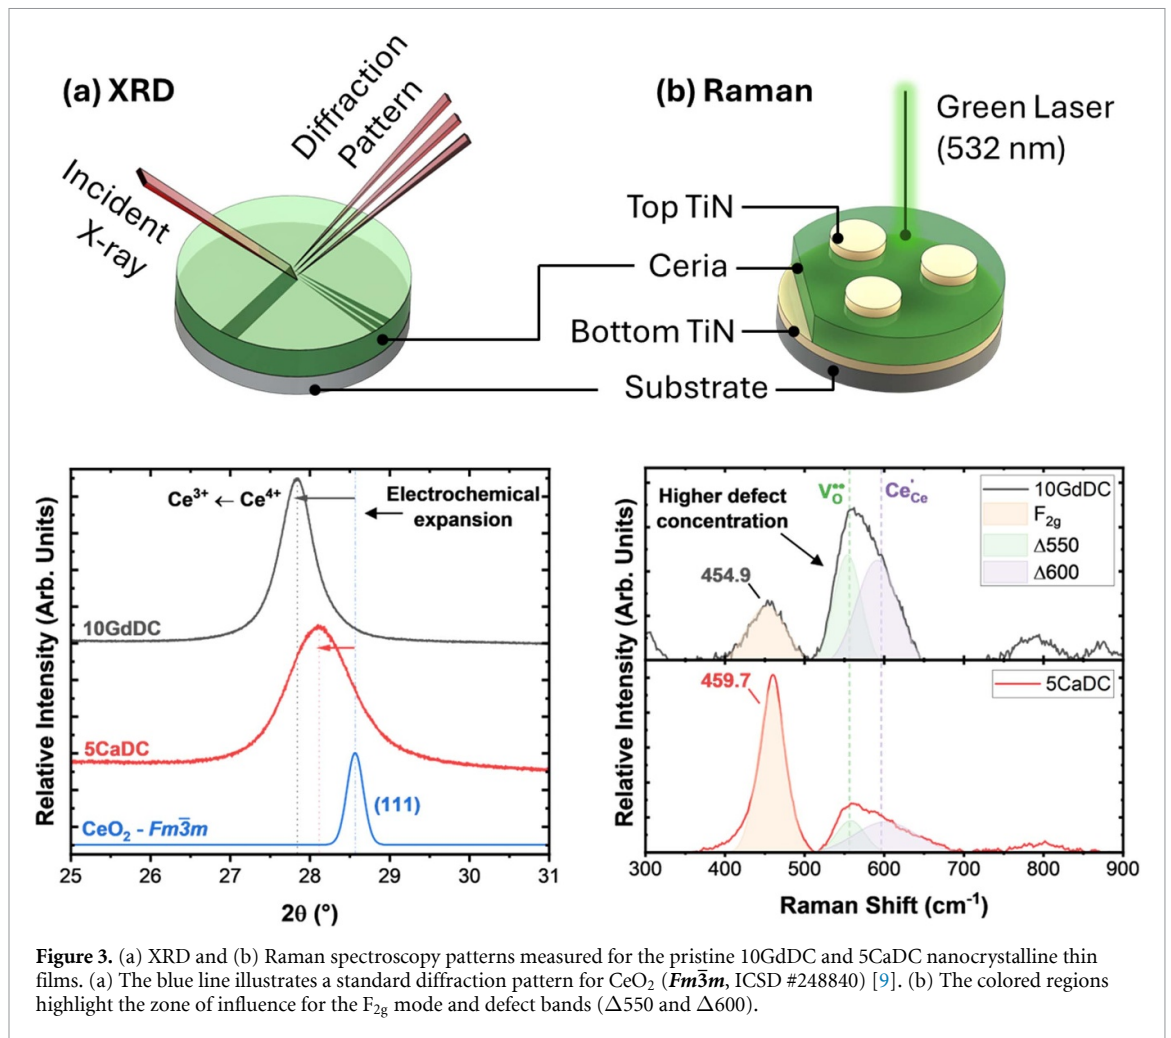 (a) XRD
Diffraction
Pattern
Incident
X-ray
(b) Raman
Green Laser
(532 nm)
Top TiN
Ceria
Bottom TiN
Substrate
Relative Intensity (Arb. Units)
Ce³⁺ ← Ce⁴⁺
Electrochemical
expansion
10GdDC
5CaDC
CeO₂ - Fm3̅m
(111)
25 26 27 28 29 30 31
2θ (°)
Relative Intensity (Arb. Units)
Higher defect
concentration
V_O^••
Ce'_Ce
10GdDC
F₂g
Δ550
Δ600
454.9
459.7
5CaDC
300 400 500 600 700 800 900
Raman Shift (cm⁻¹)
Figure 3. (a) XRD and (b) Raman spectroscopy patterns measured for the pristine 10GdDC and 5CaDC nanocrystalline thin
films. (a) The blue line illustrates a standard diffraction pattern for CeO₂ (Fm3̅m, ICSD #248840) [9]. (b) The colored regions
highlight the zone of influence for the F₂g mode and defect bands (Δ550 and Δ600).